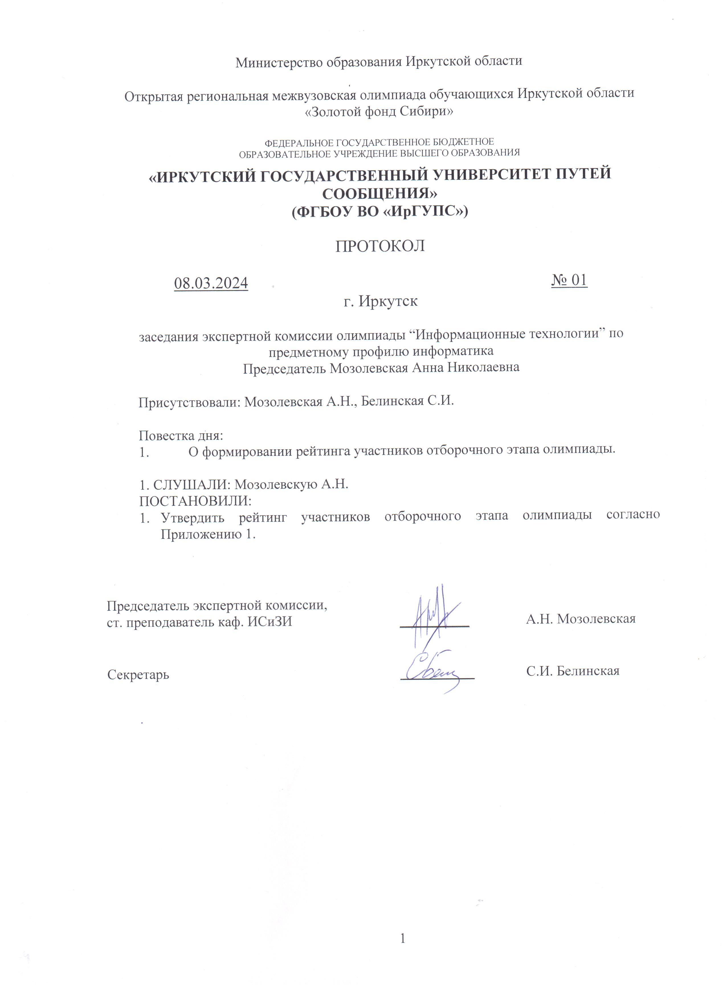 Министерство образования Иркутской области
Открытая региональная межвузовская олимпиада обучающихся Иркутской области
«Золотой фонд Сибири»
ФЕДЕРАЛЬНОЕ ГОСУДАРСТВЕННОЕ БЮДЖЕТНОЕ
ОБРАЗОВАТЕЛЬНОЕ УЧРЕЖДЕНИЕ ВЫСШЕГО ОБРАЗОВАНИЯ
«ИРКУТСКИЙ ГОСУДАРСТВЕННЫЙ УНИВЕРСИТЕТ ПУТЕЙ
СООБЩЕНИЯ»
(ФГБОУ ВО «ИрГУПС»)
ПРОТОКОЛ
08.03.2024 № 01
г. Иркутск
заседания экспертной комиссии олимпиады “Информационные технологии” по
предметному профилю информатика
Председатель Мозолевская Анна Николаевна
Присутствовали: Мозолевская А.Н., Белинская С.И.
Повестка дня:
1. О формировании рейтинга участников отборочного этапа олимпиады.
1. СЛУШАЛИ: Мозолевскую А.Н.
ПОСТАНОВИЛИ:
1. Утвердить рейтинг участников отборочного этапа олимпиады согласно
Приложению 1.
Председатель экспертной комиссии,
ст. преподаватель каф. ИСиЗИ А.Н. Мозолевская
Секретарь С.И. Белинская
1